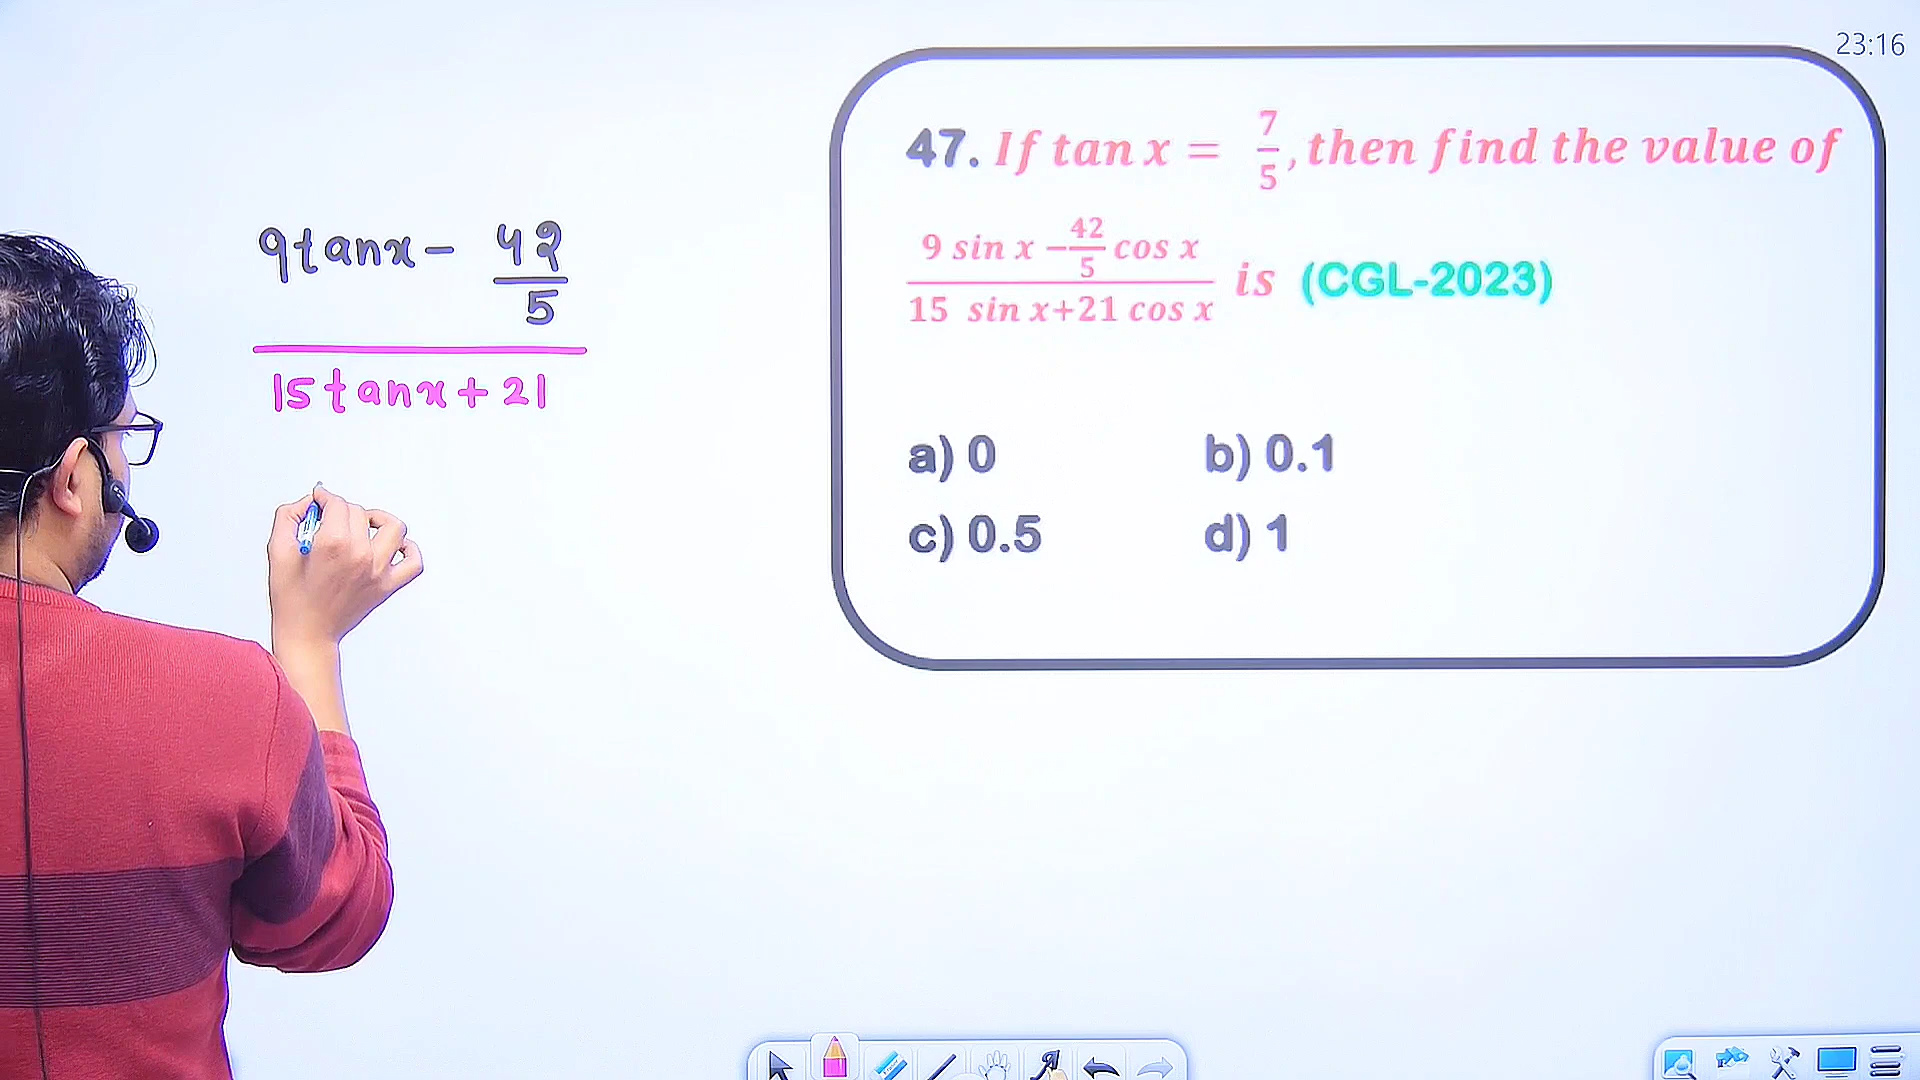 23:16
47. If tan x = 7/5, then find the value of
9 sin x − 42/5 cos x
15 sin x+21 cos x
is (CGL-2023)
a) 0 b) 0.1
c) 0.5 d) 1
9tanx − 42/5
15tanx + 21